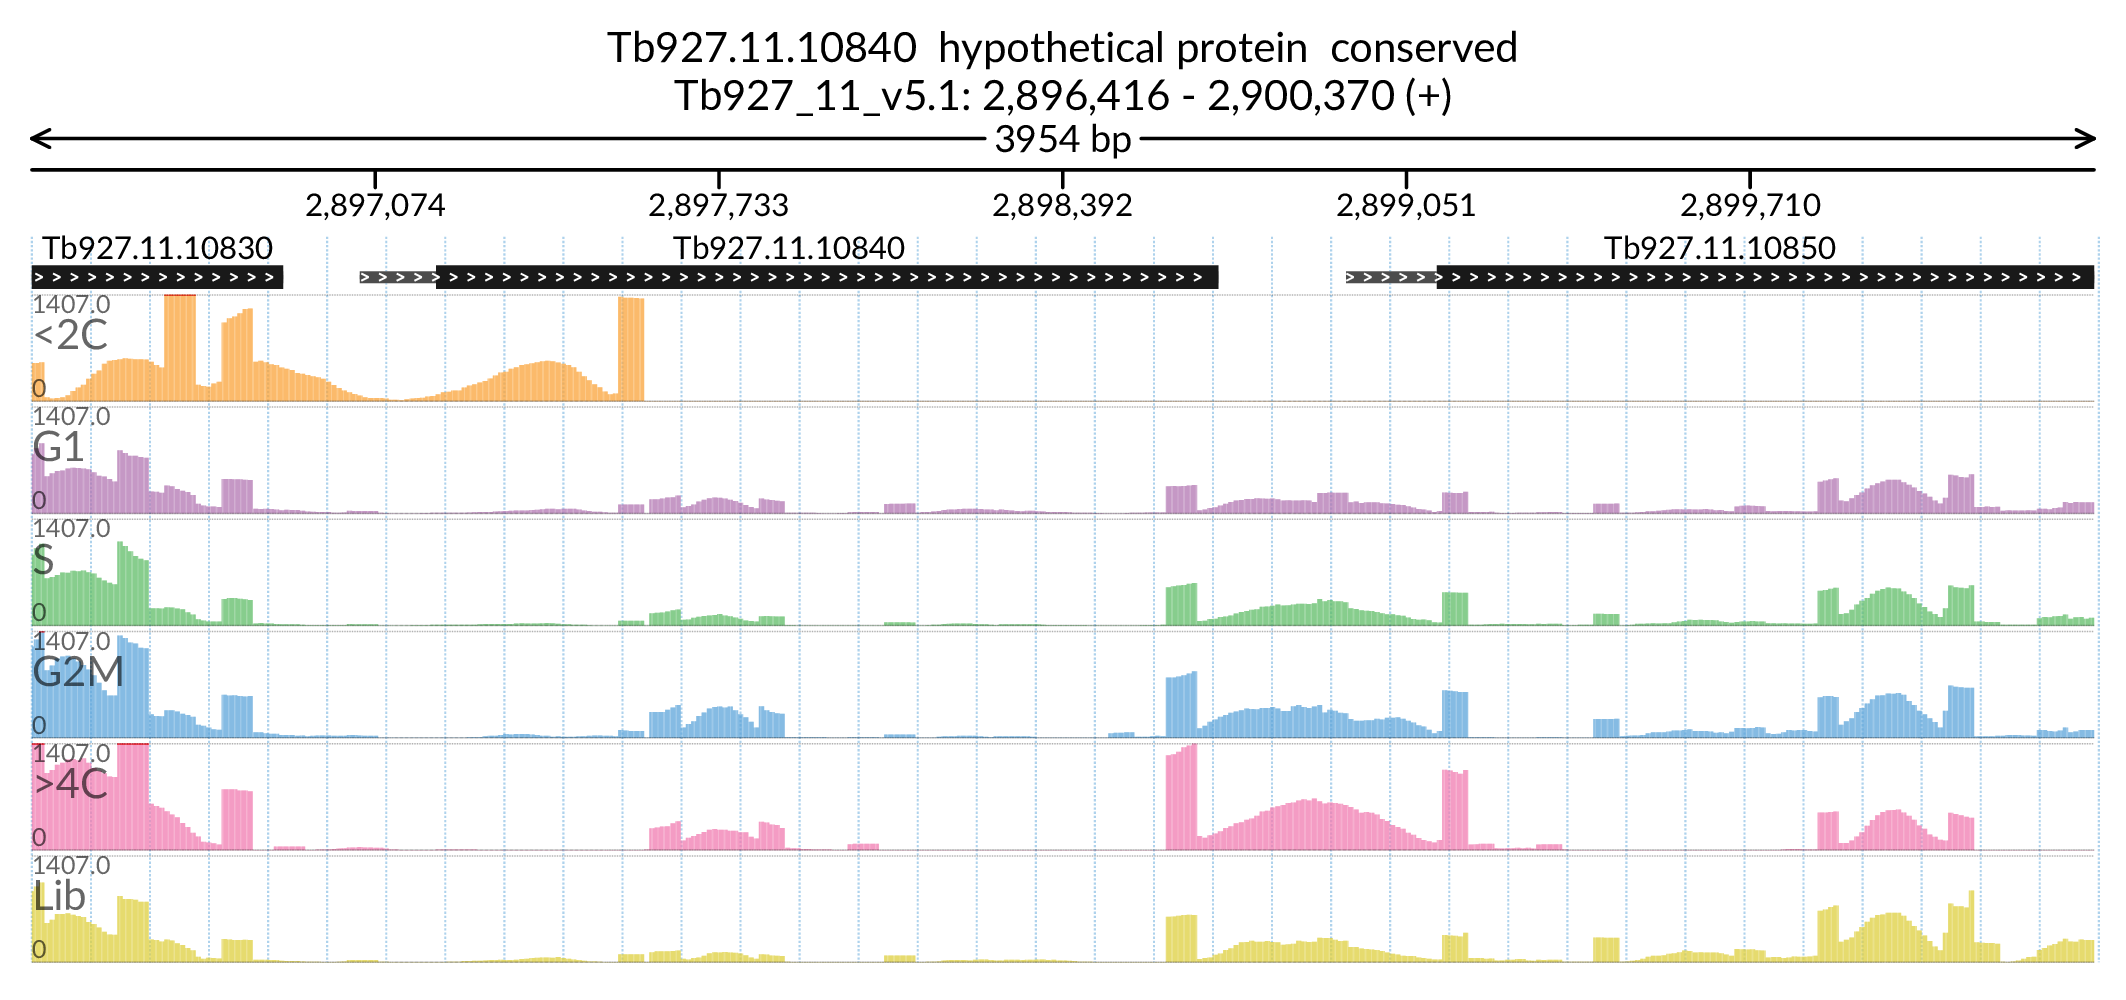 Tb927.11.10840  hypothetical protein  conserved
Tb927_11_v5.1: 2,896,416 - 2,900,370 (+)
3954 bp
2,897,074 2,897,733 2,898,392 2,899,051 2,899,710
Tb927.11.10830 Tb927.11.10840 Tb927.11.10850
1407.0
<2C
0
1407.0
G1
0
1407.0
S
0
1407.0
G2M
0
1407.0
>4C
0
1407.0
Lib
0